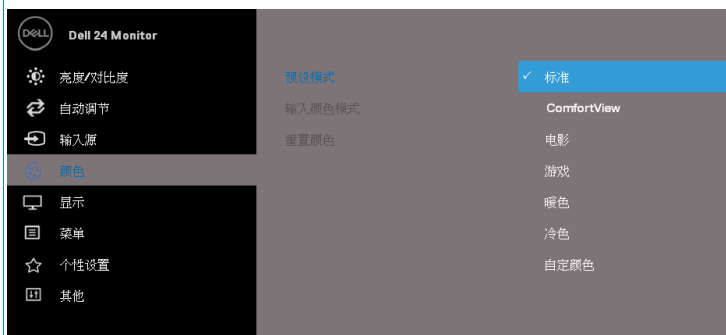 DELL Dell 24 Monitor
亮度/对比度 预设模式 ✓ 标准
自动调节 输入颜色模式 ComfortView
输入源 重置颜色 电影
颜色 游戏
显示 暖色
菜单 冷色
个性设置 自定颜色
其他